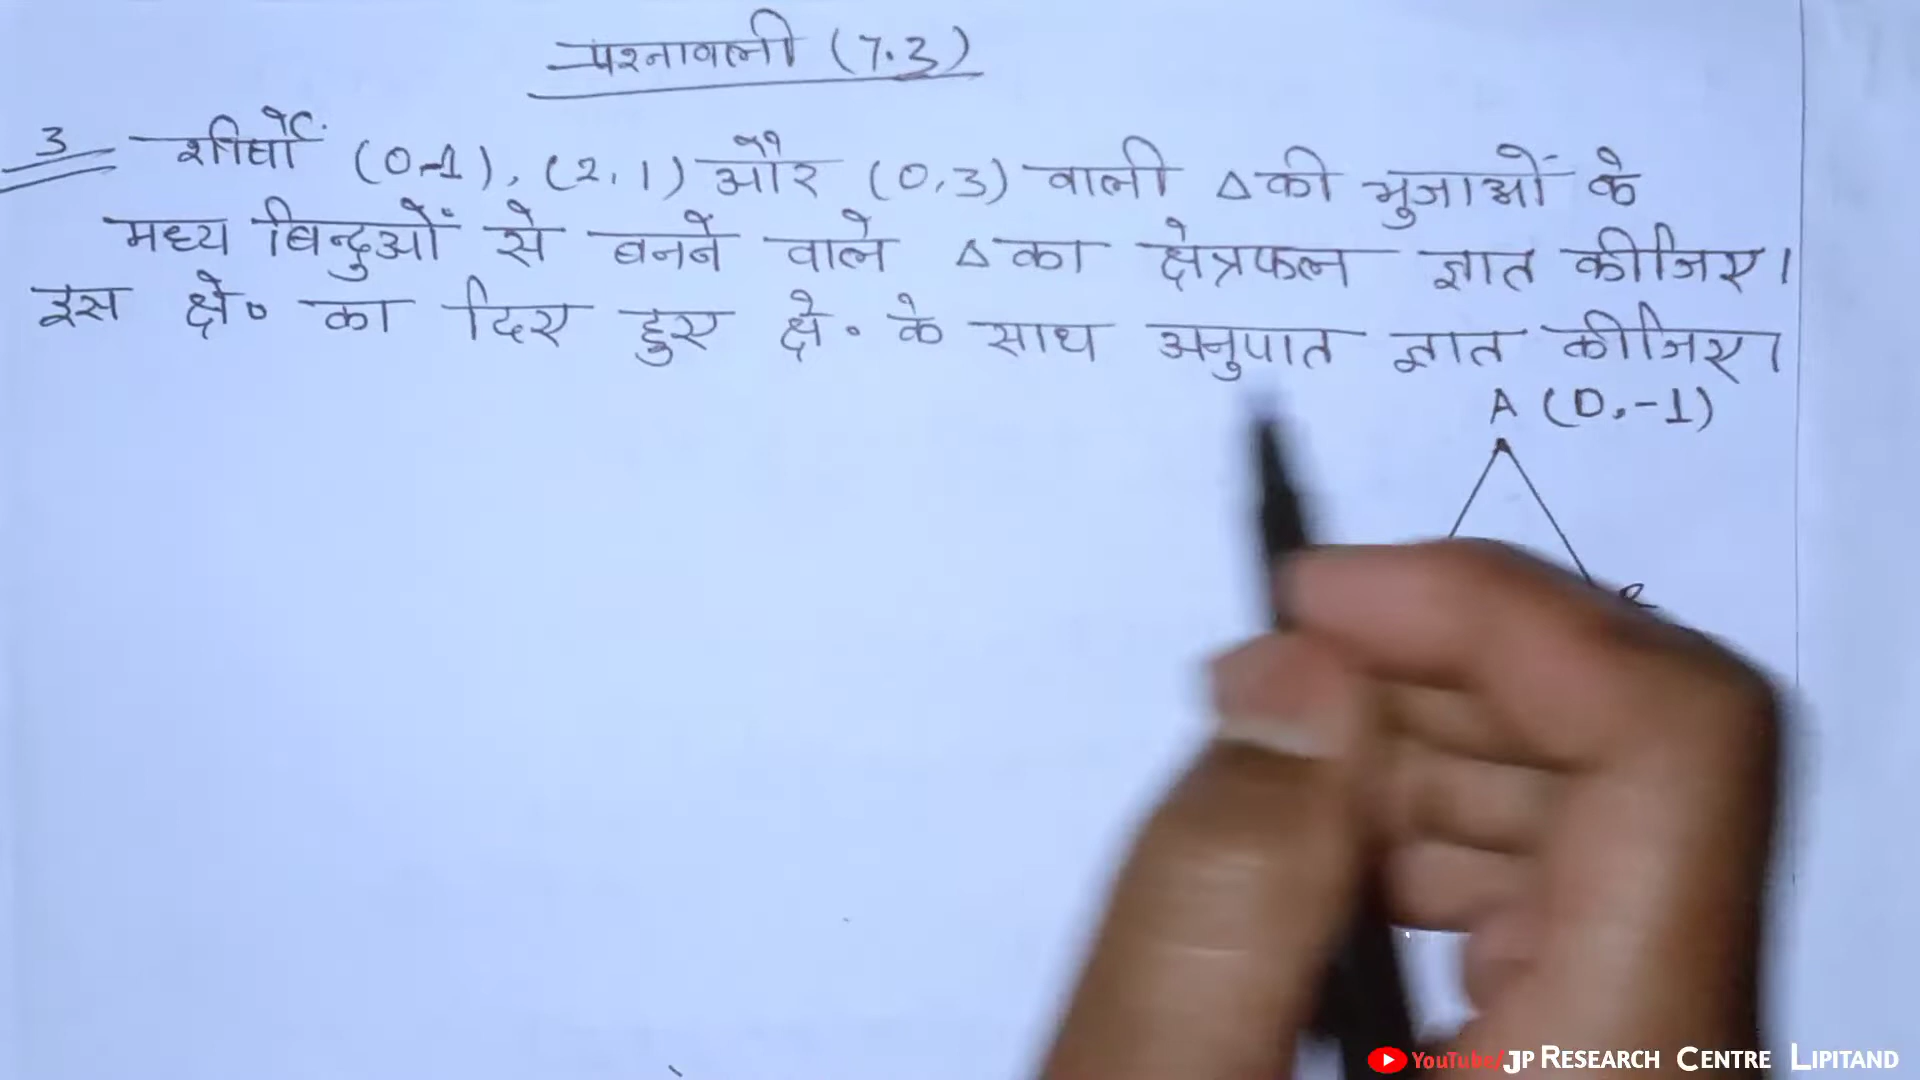 प्रश्नावली (7.3)
3 शीर्षों (0,-1), (2,1) और (0,3) वाली Δ की भुजाओं के
मध्य बिन्दुओं से बनने वाले Δ का क्षेत्रफल ज्ञात कीजिए।
इस क्षे० का दिए हुए क्षे० के साथ अनुपात ज्ञात कीजिए।
A (0,-1)
YouTube/JP RESEARCH CENTRE LIPITAND